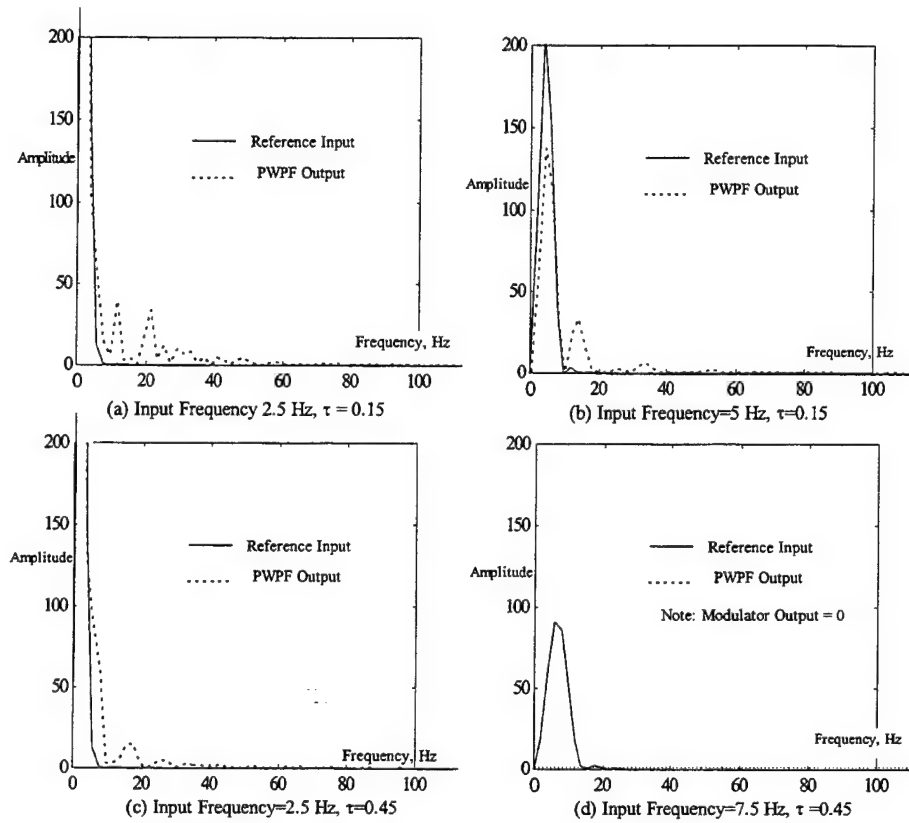 200
150
Amplitude
100
50
0
Reference Input
PWPF Output
Frequency, Hz
0 20 40 60 80 100
(a) Input Frequency 2.5 Hz, τ = 0.15
200
150
Amplitude
100
50
0
Reference Input
PWPF Output
Frequency, Hz
0 20 40 60 80 100
(b) Input Frequency=5 Hz, τ=0.15
200
150
Amplitude
100
50
0
Reference Input
PWPF Output
Frequency, Hz
0 20 40 60 80 100
(c) Input Frequency=2.5 Hz, τ=0.45
200
150
Amplitude
100
50
0
Reference Input
PWPF Output
Note: Modulator Output = 0
Frequency, Hz
0 20 40 60 80 100
(d) Input Frequency=7.5 Hz, τ =0.45